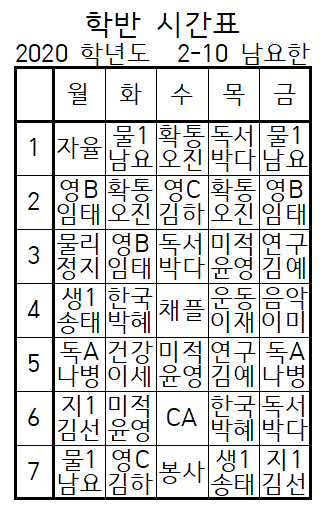 학반 시간표
2020 학년도 2-10 남요한
월 화 수 목 금
1 자율 물1 확통 독서 물1
남요 오진 박다 남요
2 영B 확통 영C 확통 영B
임태 오진 김하 오진 임태
3 물리 영B 독서 미적 연구
정지 임태 박다 윤영 김예
4 생1 한국 채플 운동 음악
송태 박혜 이재 이미
5 독A 건강 미적 연구 독A
나병 이세 윤영 김예 나병
6 지1 미적 CA 한국 독서
김선 윤영 박혜 박다
7 물1 영C 봉사 생1 지1
남요 김하 송태 김선